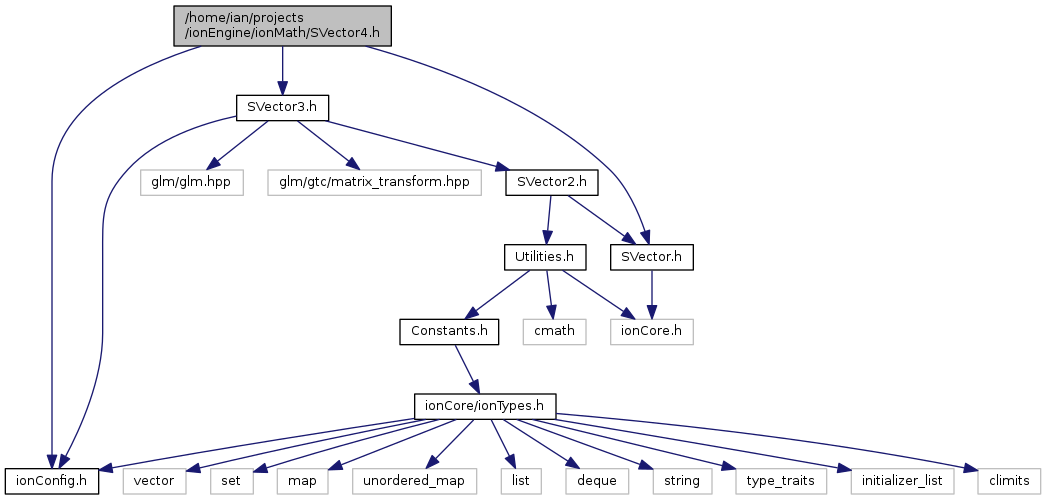 /home/ian/projects
/ionEngine/ionMath/SVector4.h
SVector3.h
glm/glm.hpp
glm/gtc/matrix_transform.hpp
SVector2.h
Utilities.h
SVector.h
Constants.h
cmath
ionCore.h
ionCore/ionTypes.h
ionConfig.h
vector
set
map
unordered_map
list
deque
string
type_traits
initializer_list
climits